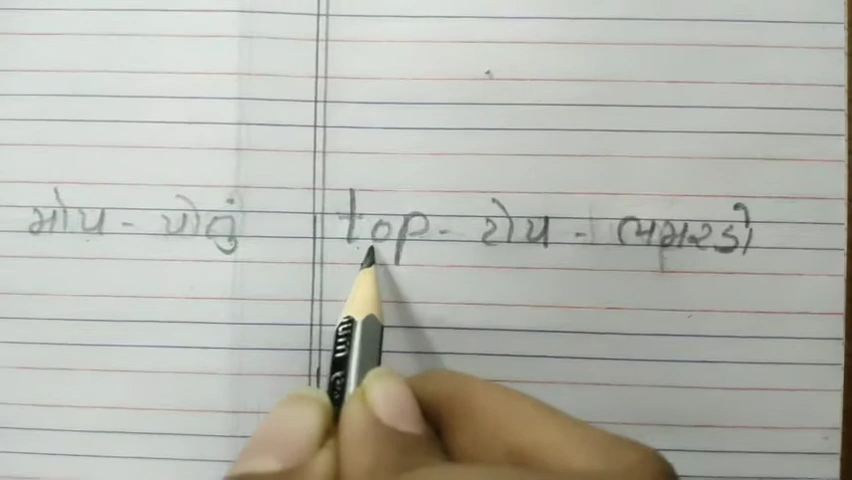 મોપ - પોતું top - ટોપ - ભમરડો